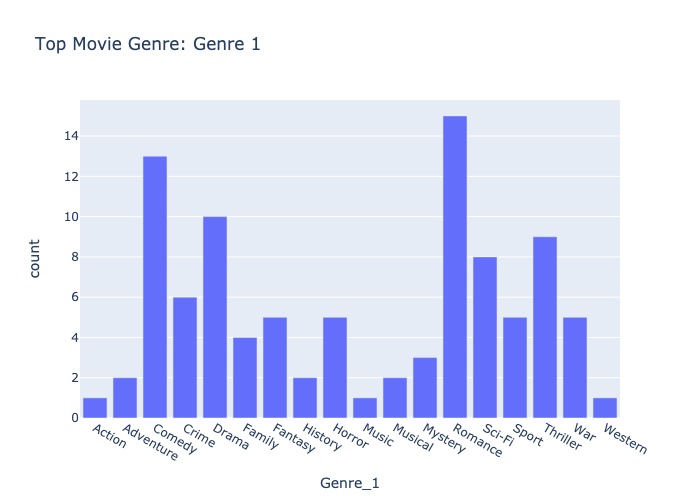 Top Movie Genre: Genre 1
count
14
12
10
8
6
4
2
0
Action
Adventure
Comedy
Crime
Drama
Family
Fantasy
History
Horror
Music
Musical
Mystery
Romance
Sci-Fi
Sport
Thriller
War
Western
Genre_1